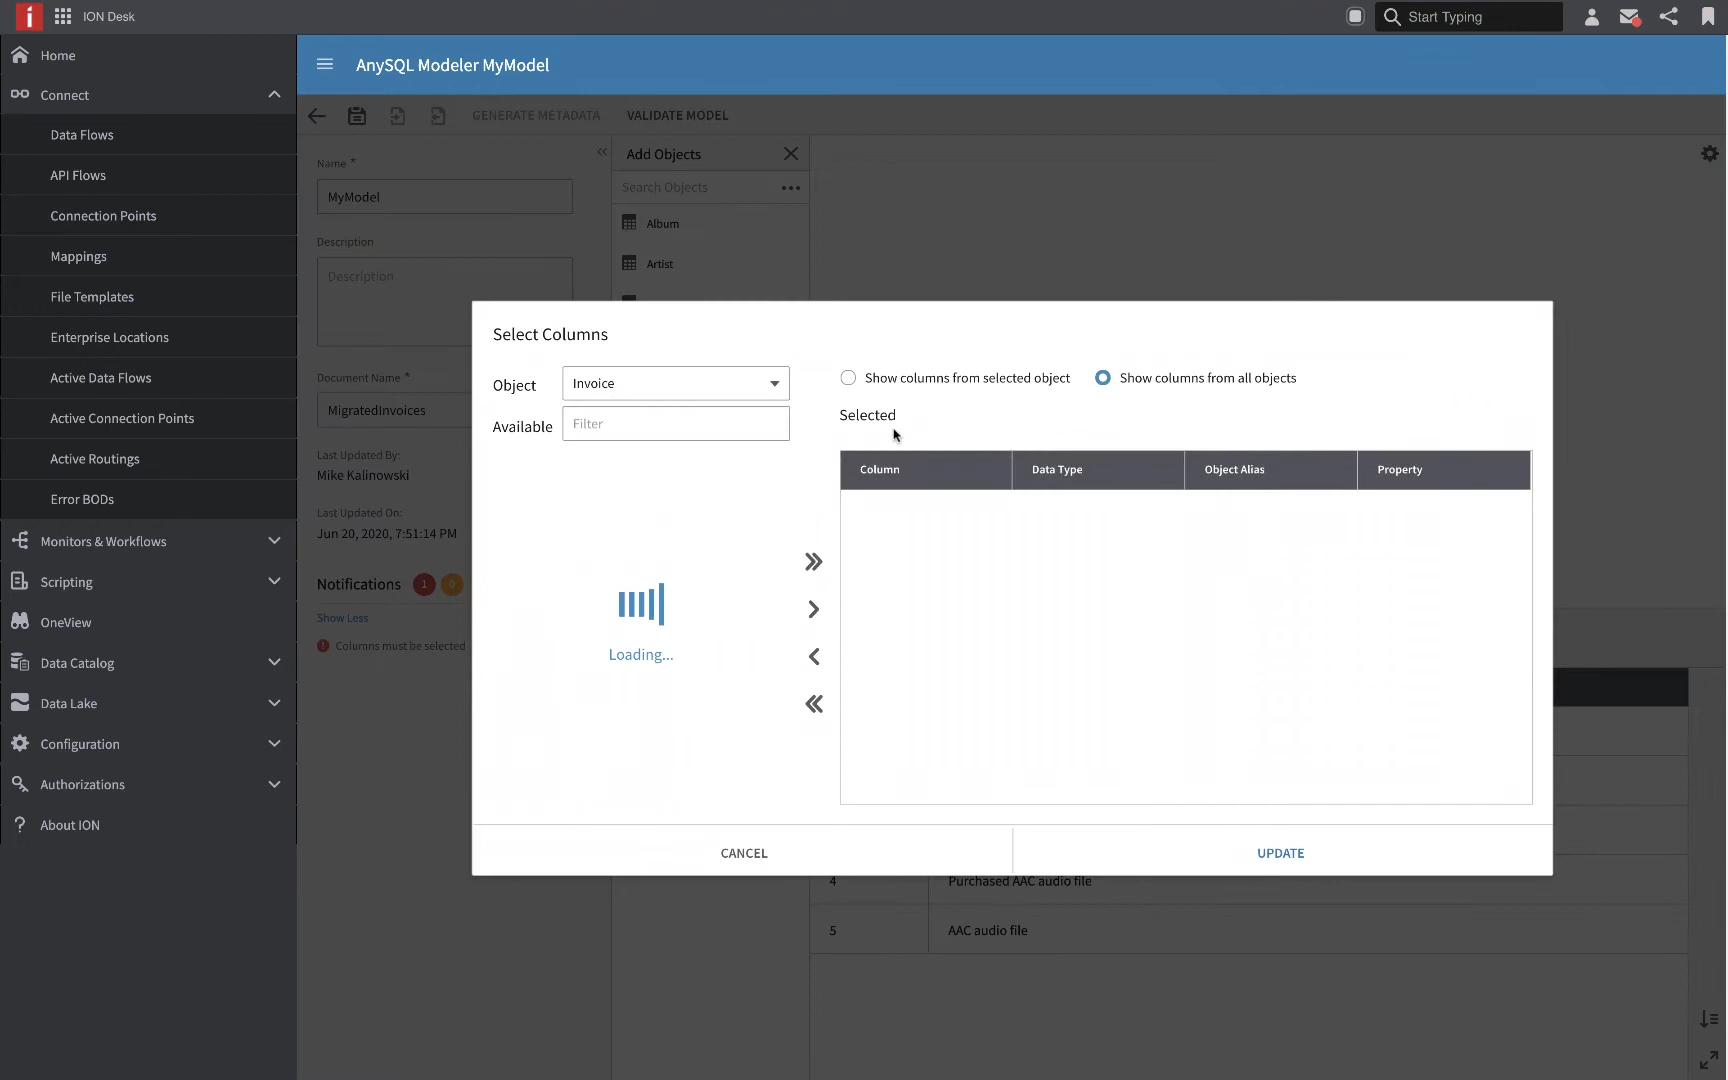 ION Desk
Start Typing
Home
Connect
Data Flows
API Flows
Connection Points
Mappings
File Templates
Enterprise Locations
Active Data Flows
Active Connection Points
Active Routings
Error BODs
Monitors & Workflows
Scripting
OneView
Data Catalog
Data Lake
Configuration
Authorizations
About ION
AnySQL Modeler MyModel
GENERATE METADATA
VALIDATE MODEL
Name *
MyModel
Description
Description
Document Name *
MigratedInvoices
Last Updated By:
Mike Kalinowski
Last Updated On:
Jun 20, 2020, 7:51:14 PM
Notifications 1 0
Show Less
Columns must be selected
Add Objects
Search Objects
Album
Artist
Select Columns
Object Invoice
Available Filter
Show columns from selected object
Show columns from all objects
Selected
Column Data Type Object Alias Property
Loading...
CANCEL
UPDATE
4 Purchased AAC audio file
5 AAC audio file